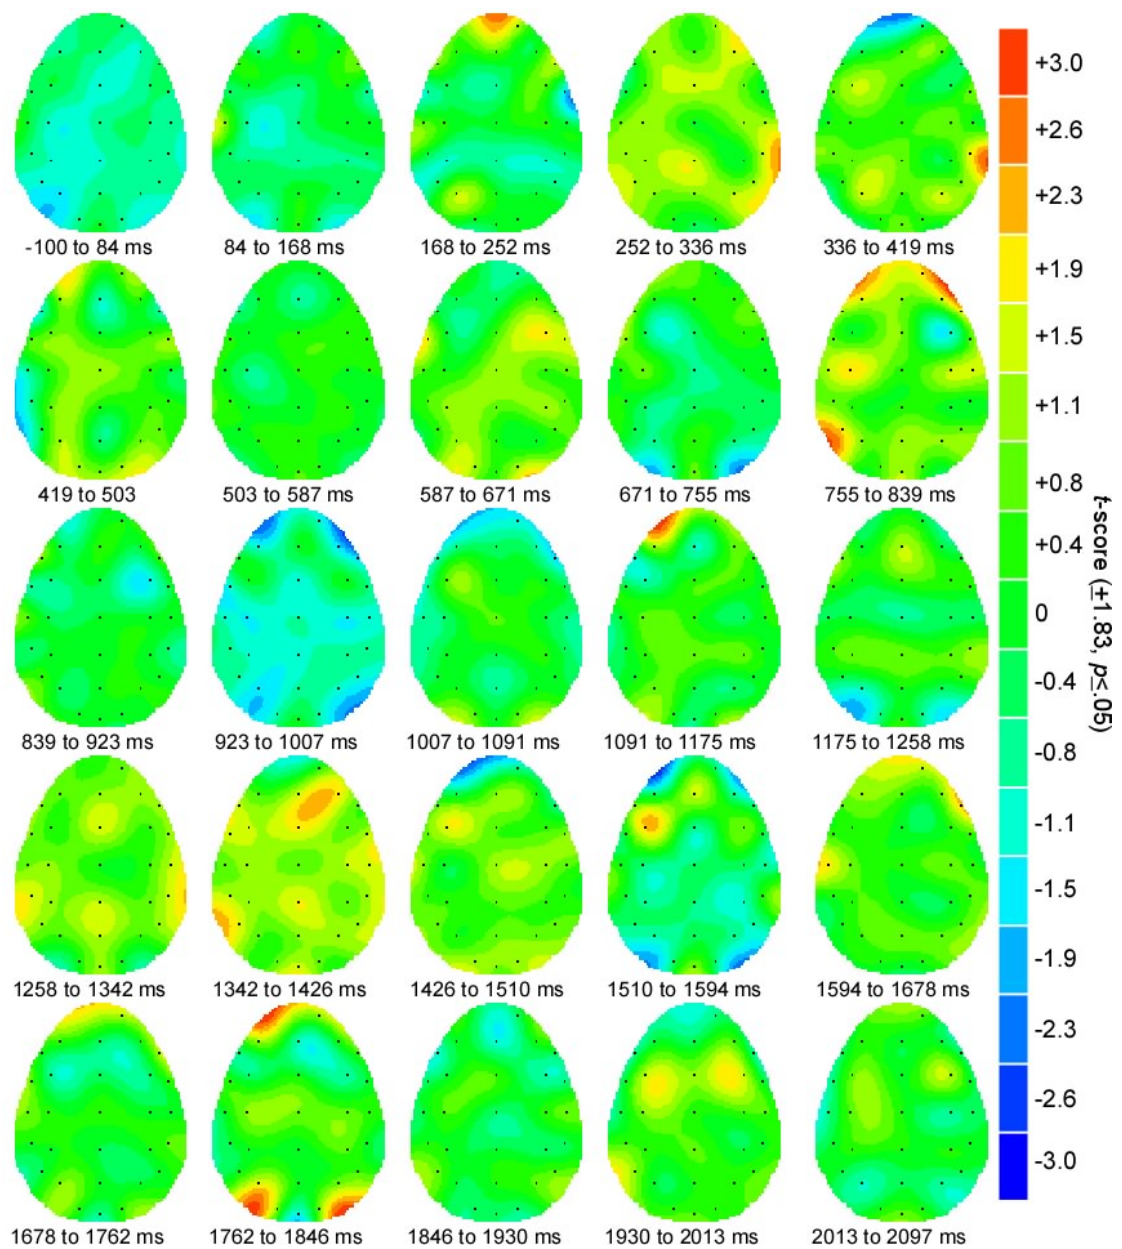 -100 to 84 ms
84 to 168 ms
168 to 252 ms
252 to 336 ms
336 to 419 ms
419 to 503
503 to 587 ms
587 to 671 ms
671 to 755 ms
755 to 839 ms
839 to 923 ms
923 to 1007 ms
1007 to 1091 ms
1091 to 1175 ms
1175 to 1258 ms
1258 to 1342 ms
1342 to 1426 ms
1426 to 1510 ms
1510 to 1594 ms
1594 to 1678 ms
1678 to 1762 ms
1762 to 1846 ms
1846 to 1930 ms
1930 to 2013 ms
2013 to 2097 ms
+3.0
+2.6
+2.3
+1.9
+1.5
+1.1
+0.8
+0.4
0
-0.4
-0.8
-1.1
-1.5
-1.9
-2.3
-2.6
-3.0
t-score (±1.83, p≤.05)